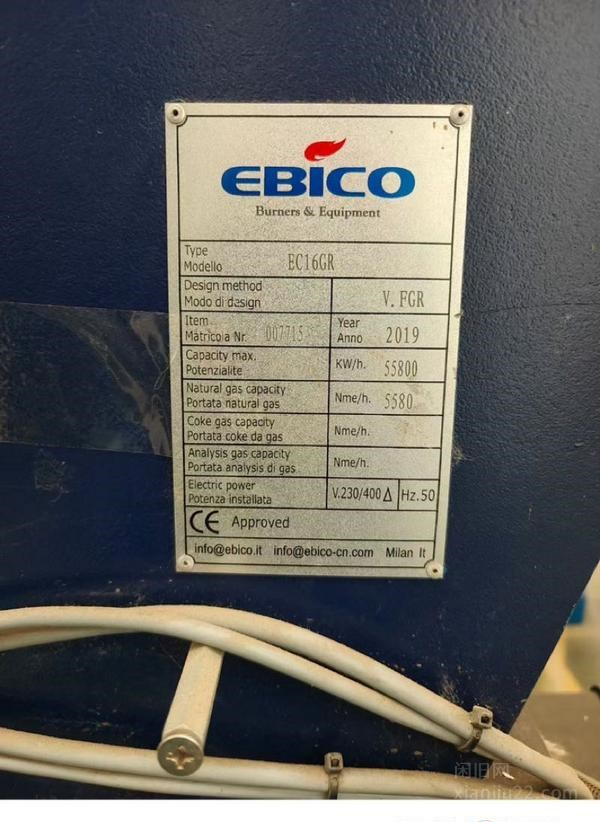 EBICO
Burners & Equipment
Type
Modello
EC16GR
Design method
Modo di design
V. FGR
Item
Matricola Nr.
007715
Year
Anno
2019
Capacity max.
Potenzialite
KW/h.
55800
Natural gas capacity
Portata natural gas
Nme/h.
5580
Coke gas capacity
Portata coke da gas
Nme/h.
Analysis gas capacity
Portata analysis di gas
Nme/h.
Electric power
Potenza installata
V.230/400Δ
Hz.50
CE Approved
info@ebico.it info@ebico-cn.com Milan It
闲旧网
xianjiu22.com